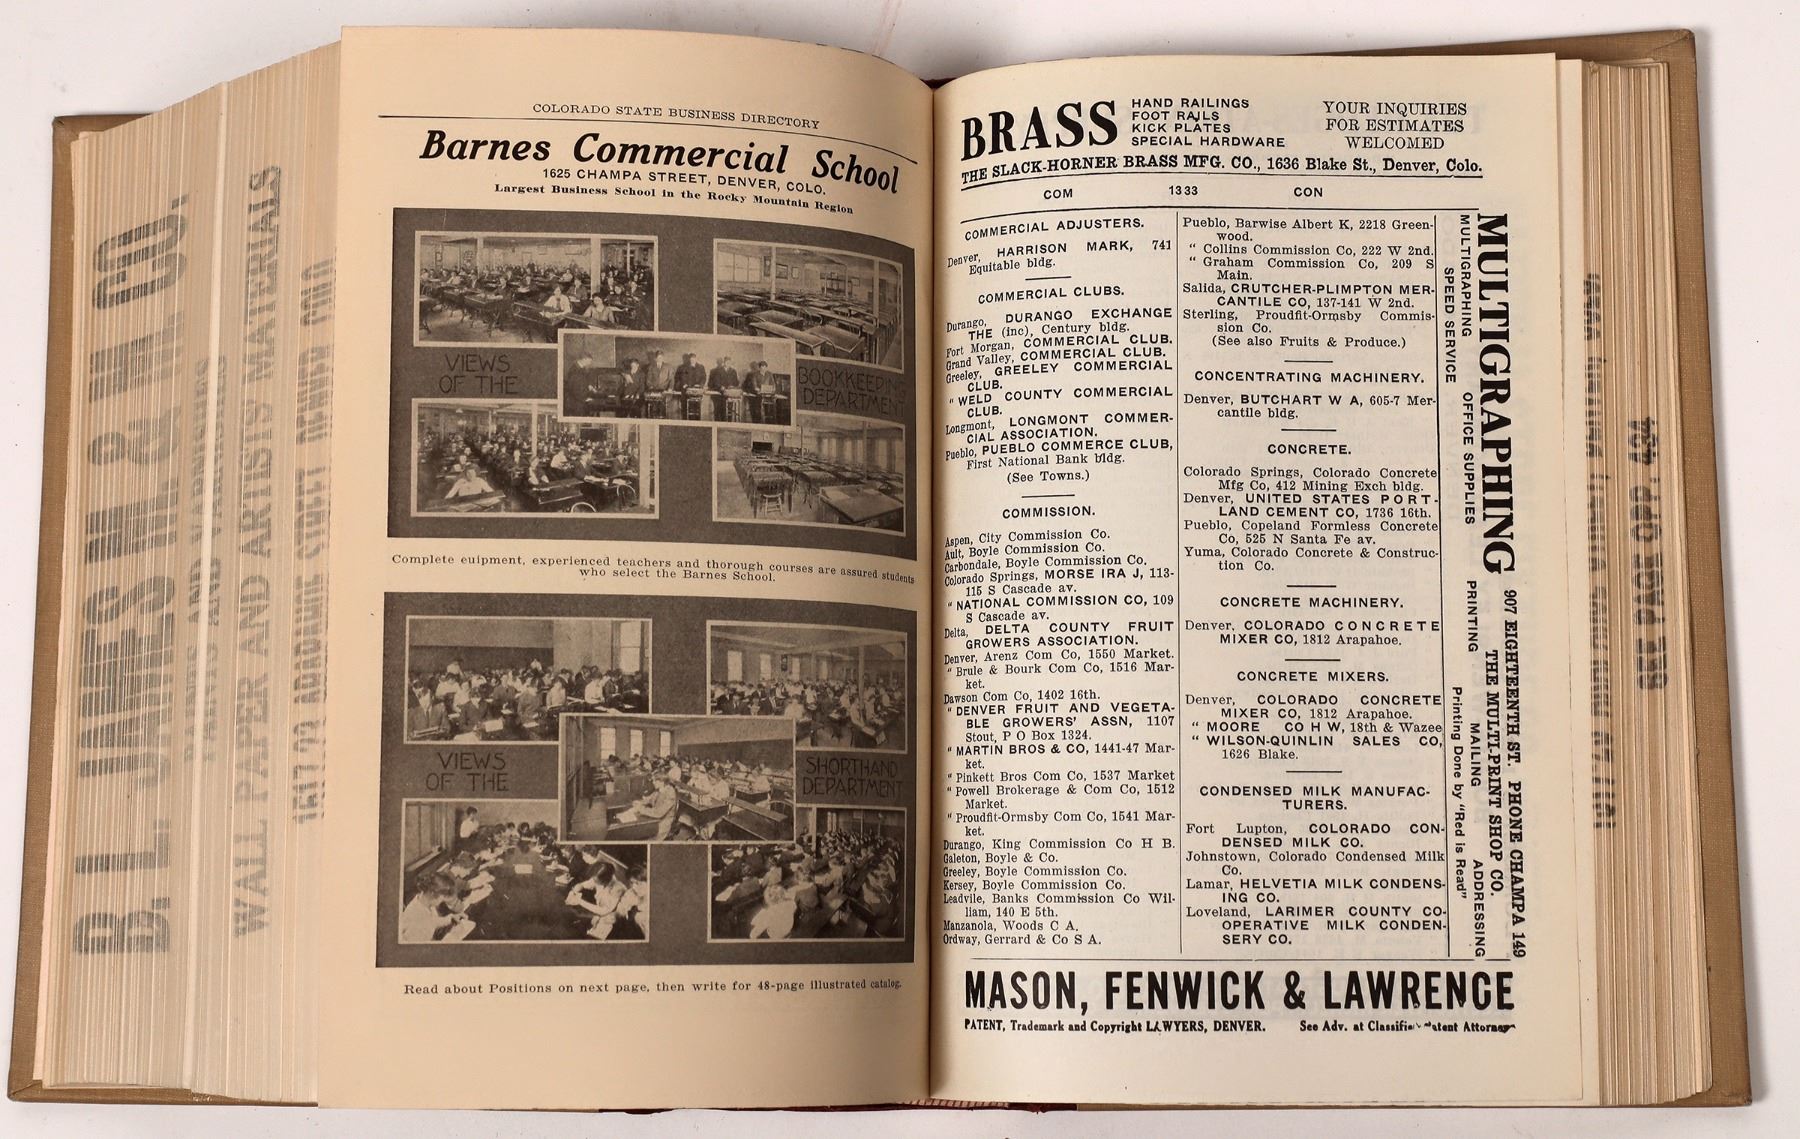 B. L. JAMES M. & H. CO.
PAINTS AND VARNISHES
WALL PAPER AND ARTISTS' MATERIALS
COLORADO STATE BUSINESS DIRECTORY
Barnes Commercial School
1625 CHAMPA STREET, DENVER, COLO.
Largest Business School in the Rocky Mountain Region
VIEWS
OF THE
BOOKKEEPING
DEPARTMENT
Complete euipment, experienced teachers and thorough courses are assured students
who select the Barnes School.
VIEWS
OF THE
SHORTHAND
DEPARTMENT
Read about Positions on next page, then write for 48-page illustrated catalog.
BRASS
HAND RAILINGS
FOOT RAILS
KICK PLATES
SPECIAL HARDWARE
YOUR INQUIRIES
FOR ESTIMATES
WELCOMED
THE SLACK-HORNER BRASS MFG. CO., 1636 Blake St., Denver, Colo.
COM 1333 CON
COMMERCIAL ADJUSTERS.
Denver, HARRISON MARK, 741
Equitable bldg.
COMMERCIAL CLUBS.
Durango, DURANGO EXCHANGE
THE (inc), Century bldg.
Fort Morgan, COMMERCIAL CLUB.
Grand Valley, COMMERCIAL CLUB.
Greeley, GREELEY COMMERCIAL
CLUB.
" WELD COUNTY COMMERCIAL
CLUB.
Longmont, LONGMONT COMMER-
CIAL ASSOCIATION.
Pueblo, PUEBLO COMMERCE CLUB,
First National Bank bldg.
(See Towns.)
COMMISSION.
Aspen, City Commission Co.
Ault, Boyle Commission Co.
Carbondale, Boyle Commission Co.
Colorado Springs, MORSE IRA J, 113-
115 S Cascade av.
" NATIONAL COMMISSION CO, 109
S Cascade av.
Delta, DELTA COUNTY FRUIT
GROWERS ASSOCIATION.
Denver, Arenz Com Co, 1550 Market.
" Brule & Bourk Com Co, 1516 Mar-
ket.
Dawson Com Co, 1402 16th.
" DENVER FRUIT AND VEGETA-
BLE GROWERS' ASSN, 1107
Stout, P O Box 1324.
" MARTIN BROS & CO, 1441-47 Mar-
ket.
" Pinkett Bros Com Co, 1537 Market
" Powell Brokerage & Com Co, 1512
Market.
" Proudfit-Ormsby Com Co, 1541 Mar-
ket.
Durango, King Commission Co H B.
Galeton, Boyle & Co.
Greeley, Boyle Commission Co.
Kersey, Boyle Commission Co.
Leadvile, Banks Commission Co Wil-
liam, 140 E 5th.
Manzanola, Woods C A.
Ordway, Gerrard & Co S A.
Pueblo, Barwise Albert K, 2218 Green-
wood.
" Collins Commission Co, 222 W 2nd.
" Graham Commission Co, 209 S
Main.
Salida, CRUTCHER-PLIMPTON MER-
CANTILE CO, 137-141 W 2nd.
Sterling, Proudfit-Ormsby Commis-
sion Co.
(See also Fruits & Produce.)
CONCENTRATING MACHINERY.
Denver, BUTCHART W A, 605-7 Mer-
cantile bldg.
CONCRETE.
Colorado Springs, Colorado Concrete
Mfg Co, 412 Mining Exch bldg.
Denver, UNITED STATES PORT-
LAND CEMENT CO, 1736 16th.
Pueblo, Copeland Formless Concrete
Co, 525 N Santa Fe av.
Yuma, Colorado Concrete & Construc-
tion Co.
CONCRETE MACHINERY.
Denver, COLORADO CONCRETE
MIXER CO, 1812 Arapahoe.
CONCRETE MIXERS.
Denver, COLORADO CONCRETE
MIXER CO, 1812 Arapahoe.
" MOORE CO H W, 18th & Wazee
" WILSON-QUINLIN SALES CO,
1626 Blake.
CONDENSED MILK MANUFAC-
TURERS.
Fort Lupton, COLORADO CON-
DENSED MILK CO.
Johnstown, Colorado Condensed Milk
Co.
Lamar, HELVETIA MILK CONDENS-
ING CO.
Loveland, LARIMER COUNTY CO-
OPERATIVE MILK CONDEN-
SERY CO.
MULTIGRAPHING 907 EIGHTEENTH ST. PHONE CHAMPA 149
THE MULTI-PRINT SHOP CO.
MULTIGRAPHING OFFICE SUPPLIES PRINTING MAILING ADDRESSING
SPEED SERVICE Printing Done by "Red is Read"
MASON, FENWICK & LAWRENCE
PATENT, Trademark and Copyright LAWYERS, DENVER. See Adv. at Classified Patent Attorneys